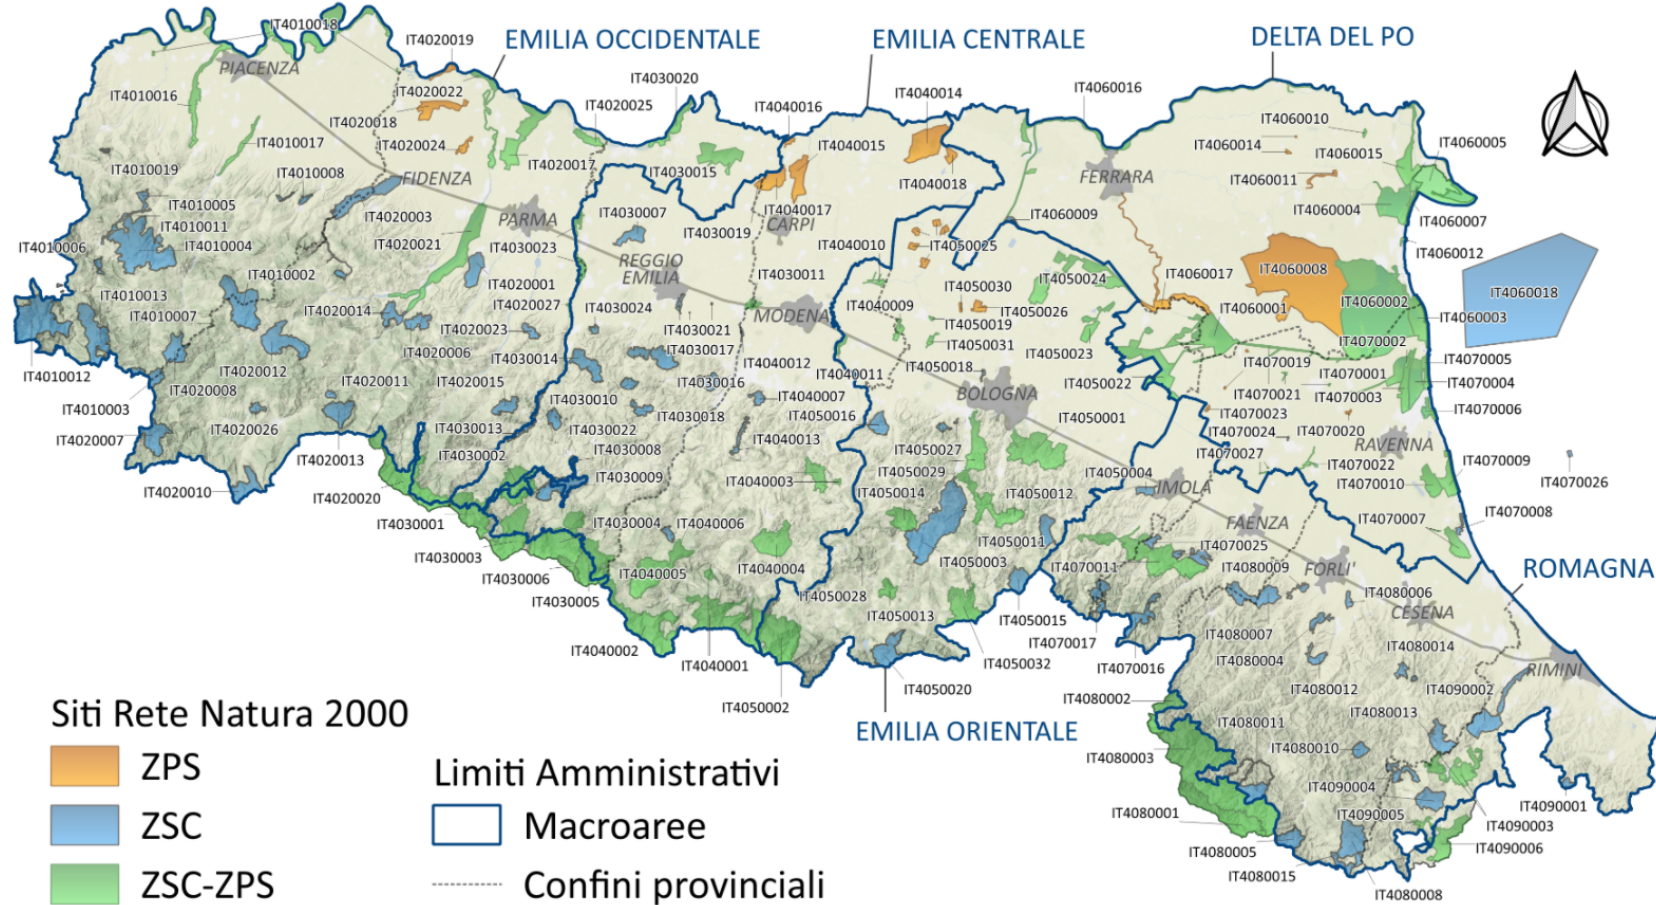 IT4010018
IT4020019
EMILIA OCCIDENTALE
EMILIA CENTRALE
DELTA DEL PO
PIACENZA
IT4030020
IT4010016
IT4020022
IT4020025
IT4040016
IT4040014
IT4060016
IT4020018
IT4060010
IT4010017
IT4020024
IT4040015
IT4060014
IT4060015
IT4060005
IT4010019
IT4010008
IT4020017
IT4030015
IT4040018
FERRARA
IT4060011
FIDENZA
IT4010005
IT4020003
PARMA
IT4030007
IT4040017
IT4060009
IT4060004
IT4060007
IT4010011
CARPI
IT4010006
IT4010004
IT4020021
IT4030023
IT4030019
IT4040010
IT4050025
IT4060012
REGGIO
EMILIA
IT4010002
IT4030011
IT4060017
IT4060008
IT4050024
IT4020001
IT4050030
IT4060018
IT4010013
IT4020027
IT4040009
IT4060002
IT4010007
IT4020014
IT4030024
MODENA
IT4050026
IT4060001
IT4060003
IT4020023
IT4030021
IT4050019
IT4070002
IT4020006
IT4030014
IT4030017
IT4050031
IT4050023
IT4070005
IT4010012
IT4020012
IT4040012
IT4050018
IT4070019
IT4020008
IT4020011
IT4020015
IT4030016
IT4040011
IT4050022
IT4070001
IT4070004
IT4010003
IT4030010
IT4040007
BOLOGNA
IT4070021
IT4070003
IT4070006
IT4020026
IT4030018
IT4050016
IT4050001
IT4070023
IT4020007
IT4030013
IT4030022
IT4040013
IT4070024
IT4070020
RAVENNA
IT4020013
IT4030002
IT4030008
IT4050027
IT4070027
IT4020010
IT4030009
IT4040003
IT4050029
IT4050004
IT4070022
IT4070009
IT4020020
IT4050014
IT4050012
IMOLA
IT4070010
IT4070026
IT4030001
IT4030004
IT4040006
FAENZA
IT4070007
IT4070008
IT4030003
IT4050011
IT4070025
IT4030006
IT4040005
IT4040004
IT4050003
IT4070011
IT4080009
FORLI'
ROMAGNA
IT4030005
IT4050028
IT4080006
IT4050013
IT4050015
CESENA
IT4040002
IT4070017
IT4080007
IT4040001
IT4050032
IT4070016
IT4080004
IT4080014
RIMINI
IT4050020
IT4080012
IT4090002
IT4050002
IT4080002
EMILIA ORIENTALE
IT4080011
IT4080013
IT4080003
IT4080010
IT4090004
IT4090001
IT4080001
IT4090005
IT4090003
IT4080005
IT4090006
IT4080015
IT4080008
Siti Rete Natura 2000
ZPS
ZSC
ZSC-ZPS
Limiti Amministrativi
Macroaree
Confini provinciali